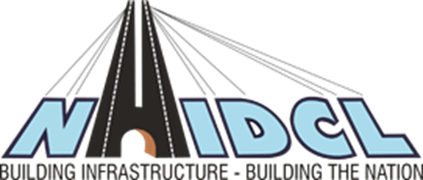 NHIDCL
BUILDING INFRASTRUCTURE - BUILDING THE NATION